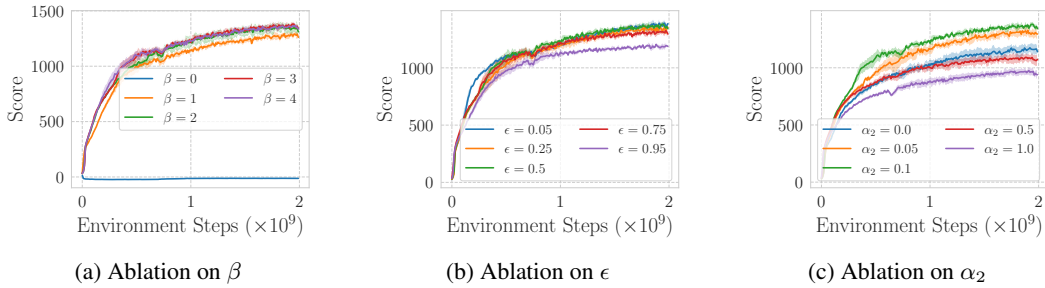 1500
1000
500
0
Score
β = 0
β = 1
β = 2
β = 3
β = 4
0
1
2
Environment Steps (×10⁹)
(a) Ablation on β
1000
500
0
Score
ϵ = 0.05
ϵ = 0.25
ϵ = 0.5
ϵ = 0.75
ϵ = 0.95
0
1
2
Environment Steps (×10⁹)
(b) Ablation on ϵ
1000
500
0
Score
α₂ = 0.0
α₂ = 0.05
α₂ = 0.1
α₂ = 0.5
α₂ = 1.0
0
1
2
Environment Steps (×10⁹)
(c) Ablation on α₂